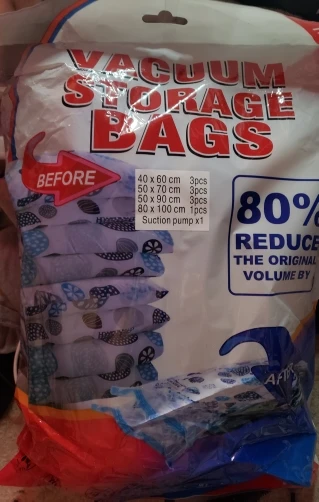 VACUUM
STORAGE
BAGS
BEFORE
40 x 60 cm 3pcs
50 x 70 cm 3pcs
50 x 90 cm 3pcs
80 x 100 cm 1pcs
Suction pump x1
80%
REDUCE
THE ORIGINAL
VOLUME BY